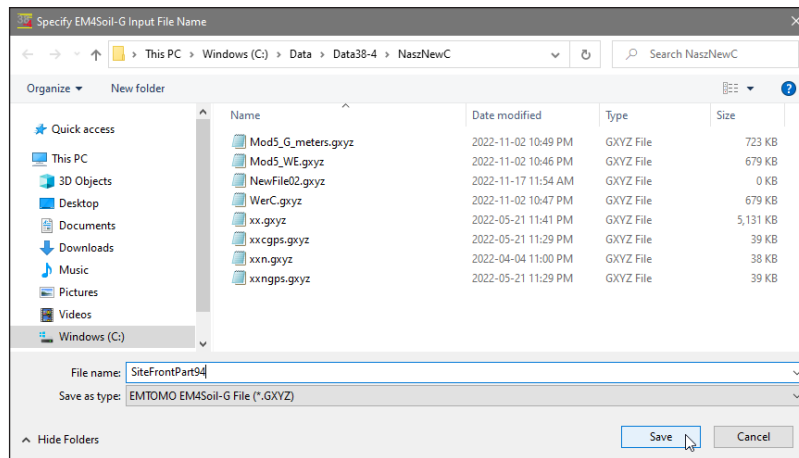 38 Specify EM4Soil-G Input File Name
This PC > Windows (C:) > Data > Data38-4 > NaszNewC
Search NaszNewC
Organize New folder
Name Date modified Type Size
Quick access
This PC
3D Objects
Desktop
Documents
Downloads
Music
Pictures
Videos
Windows (C:)
Mod5_G_meters.gxyz 2022-11-02 10:49 PM GXYZ File 723 KB
Mod5_WE.gxyz 2022-11-02 10:46 PM GXYZ File 679 KB
NewFile02.gxyz 2022-11-17 11:54 AM GXYZ File 0 KB
WerC.gxyz 2022-11-02 10:47 PM GXYZ File 679 KB
xx.gxyz 2022-05-21 11:41 PM GXYZ File 5,131 KB
xxcgps.gxyz 2022-05-21 11:29 PM GXYZ File 39 KB
xxn.gxyz 2022-04-04 11:00 PM GXYZ File 38 KB
xxngps.gxyz 2022-05-21 11:29 PM GXYZ File 39 KB
File name: SiteFrontPart94
Save as type: EMTOMO EM4Soil-G File (*.GXYZ)
Hide Folders
Save Cancel